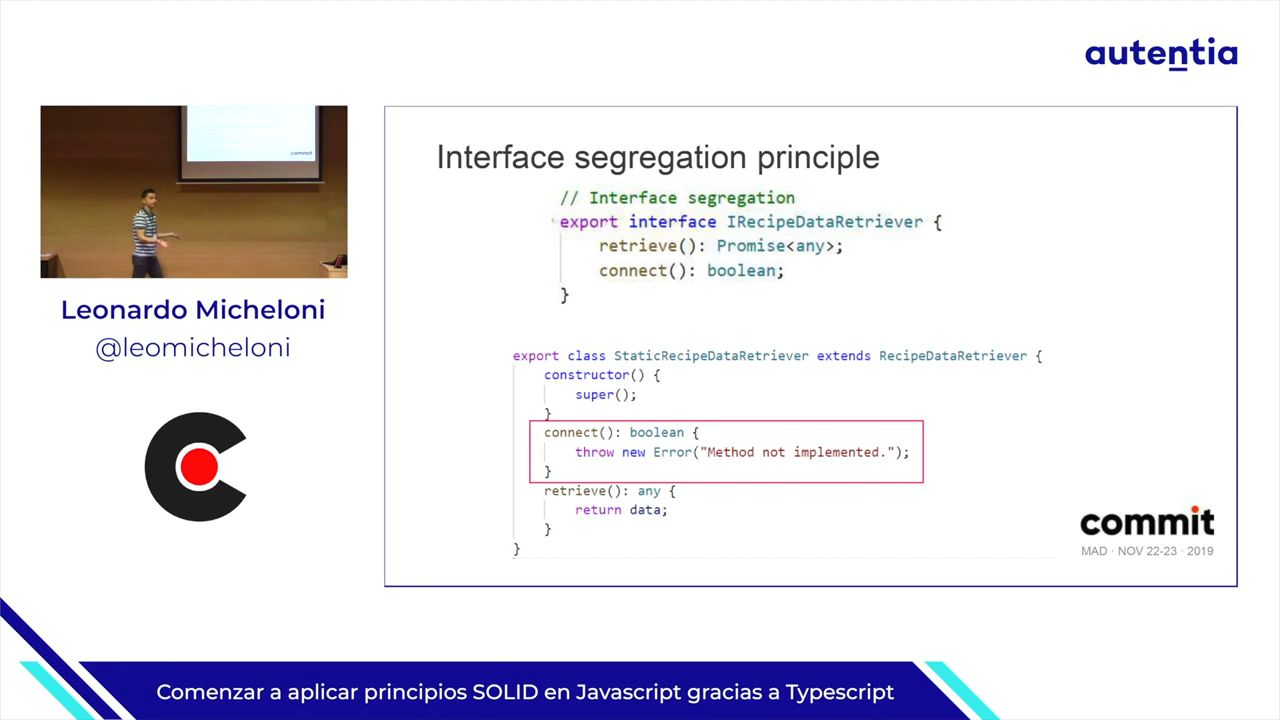 autentia
commit
Leonardo Micheloni
@leomicheloni
Interface segregation principle
// Interface segregation
export interface IRecipeDataRetriever {
retrieve(): Promise<any>;
connect(): boolean;
}
export class StaticRecipeDataRetriever extends RecipeDataRetriever {
constructor() {
super();
}
connect(): boolean {
throw new Error("Method not implemented.");
}
retrieve(): any {
return data;
}
}
commit
MAD · NOV 22-23 · 2019
Comenzar a aplicar principios SOLID en Javascript gracias a Typescript